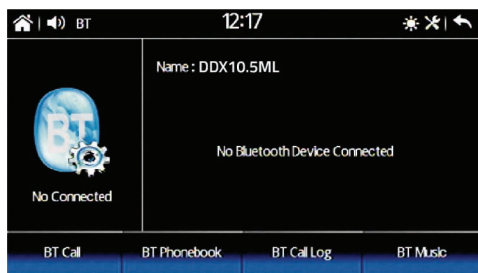 BT 12:17
Name : DDX10.5ML
BT
No Bluetooth Device Connected
No Connected
BT Call BT Phonebook BT Call Log BT Music